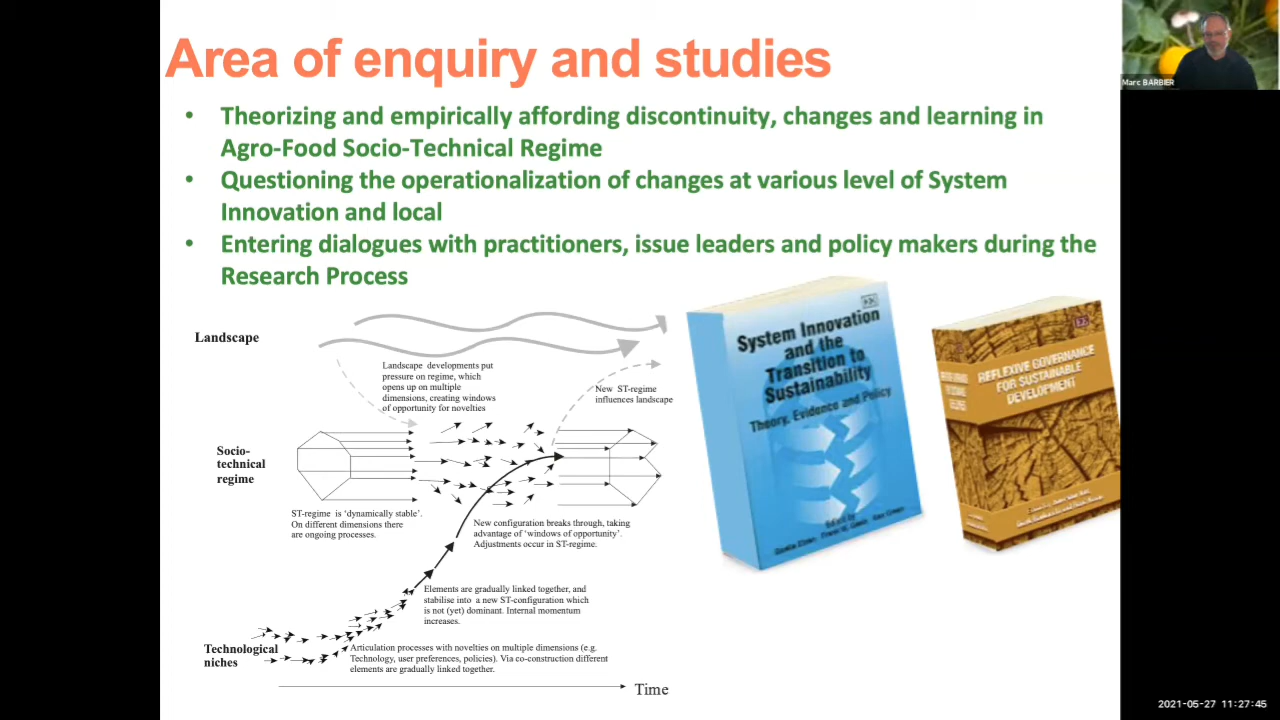 Area of enquiry and studies
• Theorizing and empirically affording discontinuity, changes and learning in
Agro-Food Socio-Technical Regime
• Questioning the operationalization of changes at various level of System
Innovation and local
• Entering dialogues with practitioners, issue leaders and policy makers during the
Research Process
Landscape
Landscape developments put
pressure on regime, which
opens up on multiple
dimensions, creating windows
of opportunity for novelties
New ST-regime
influences landscape
Socio-
technical
regime
ST-regime is ‘dynamically stable’.
On different dimensions there
are ongoing processes.
New configuration breaks through, taking
advantage of ‘windows of opportunity’.
Adjustments occur in ST-regime.
Elements are gradually linked together, and
stabilise into a new ST-configuration which
is not (yet) dominant. Internal momentum
increases.
Technological
niches
Articulation processes with novelties on multiple dimensions (e.g.
Technology, user preferences, policies). Via co-construction different
elements are gradually linked together.
Time
System Innovation
and the
Transition to
Sustainability
Theory, Evidence and Policy
REFLEXIVE GOVERNANCE
FOR SUSTAINABLE
DEVELOPMENT
Marc BARBIER
2021-05-27 11:27:45